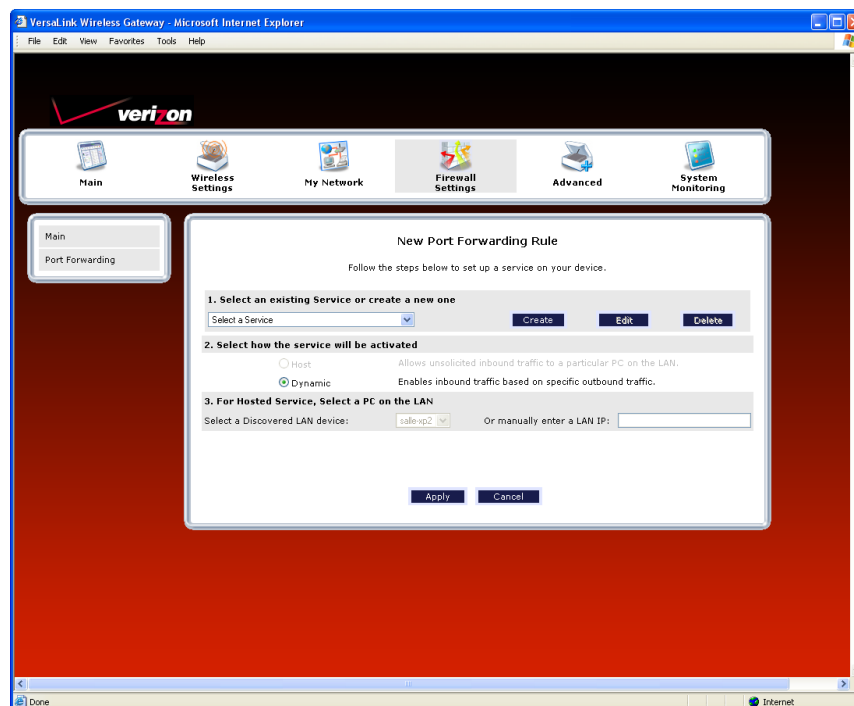 VersaLink Wireless Gateway - Microsoft Internet Explorer
File Edit View Favorites Tools Help
verizon
Main
Wireless Settings
My Network
Firewall Settings
Advanced
System Monitoring
Main
Port Forwarding
New Port Forwarding Rule
Follow the steps below to set up a service on your device.
1. Select an existing Service or create a new one
Select a Service Create Edit Delete
2. Select how the service will be activated
Host Allows unsolicited inbound traffic to a particular PC on the LAN.
Dynamic Enables inbound traffic based on specific outbound traffic.
3. For Hosted Service, Select a PC on the LAN
Select a Discovered LAN device: salle-xp2 Or manually enter a LAN IP:
Apply Cancel
Done Internet